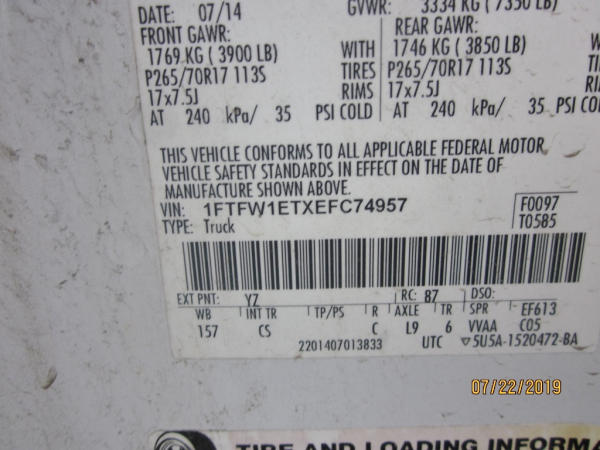 DATE: 07/14
GVWR: 3334 KG ( 7350 LB)
FRONT GAWR:
REAR GAWR:
1769 KG ( 3900 LB) WITH 1746 KG ( 3850 LB)
P265/70R17 113S TIRES P265/70R17 113S
17x7.5J RIMS 17x7.5J
AT 240 kPa/ 35 PSI COLD AT 240 kPa/ 35 PSI CO
THIS VEHICLE CONFORMS TO ALL APPLICABLE FEDERAL MOTOR
VEHICLE SAFETY STANDARDS IN EFFECT ON THE DATE OF
MANUFACTURE SHOWN ABOVE.
VIN: 1FTFW1ETXEFC74957 F0097
TYPE: Truck T0585
EXT PNT: YZ RC: 87 DSO:
WB INT TR TP/PS R AXLE TR SPR EF613
157 CS C L9 6 VVAA C05
2201407013833 UTC ▽5U5A-1520472-BA
07/22/2019
TIRE AND LOADING INFORMA